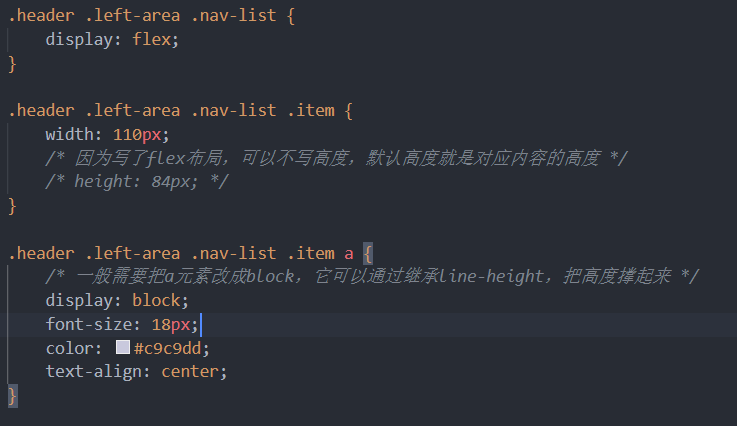 .header .left-area .nav-list {
    display: flex;
}

.header .left-area .nav-list .item {
    width: 110px;
    /* 因为写了flex布局，可以不写高度，默认高度就是对应内容的高度 */
    /* height: 84px; */
}

.header .left-area .nav-list .item a {
    /* 一般需要把a元素改成block，它可以通过继承line-height，把高度撑起来 */
    display: block;
    font-size: 18px;
    color: #c9c9dd;
    text-align: center;
}